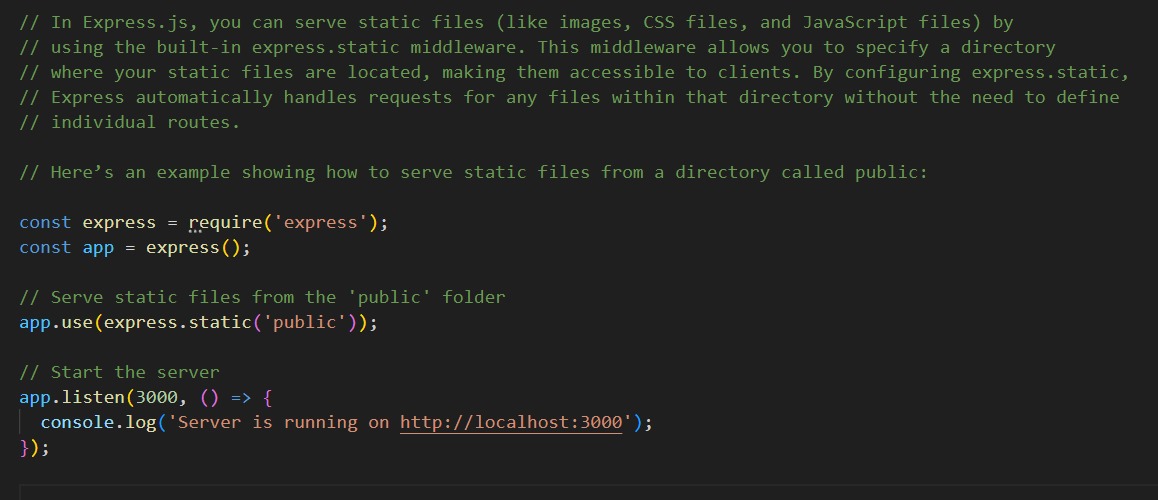 // In Express.js, you can serve static files (like images, CSS files, and JavaScript files) by
// using the built-in express.static middleware. This middleware allows you to specify a directory
// where your static files are located, making them accessible to clients. By configuring express.static,
// Express automatically handles requests for any files within that directory without the need to define
// individual routes.
// Here’s an example showing how to serve static files from a directory called public:
const express = require('express');
const app = express();
// Serve static files from the 'public' folder
app.use(express.static('public'));
// Start the server
app.listen(3000, () => {
  console.log('Server is running on http://localhost:3000');
});